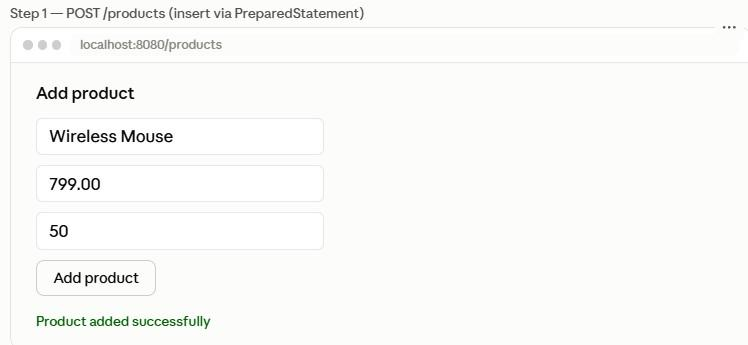 Step 1 — POST /products (insert via PreparedStatement)
localhost:8080/products
Add product
Wireless Mouse
799.00
50
Add product
Product added successfully